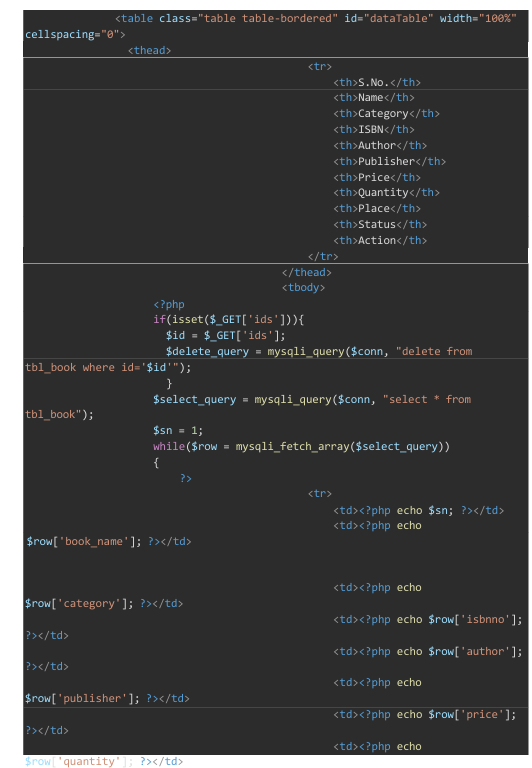 <table class="table table-bordered" id="dataTable" width="100%"
cellspacing="0">
<thead>
<tr>
<th>S.No.</th>
<th>Name</th>
<th>Category</th>
<th>ISBN</th>
<th>Author</th>
<th>Publisher</th>
<th>Price</th>
<th>Quantity</th>
<th>Place</th>
<th>Status</th>
<th>Action</th>
</tr>
</thead>
<tbody>
<?php
if(isset($_GET['ids'])){
$id = $_GET['ids'];
$delete_query = mysqli_query($conn, "delete from
tbl_book where id='$id'");
}
$select_query = mysqli_query($conn, "select * from
tbl_book");
$sn = 1;
while($row = mysqli_fetch_array($select_query))
{
?>
<tr>
<td><?php echo $sn; ?></td>
<td><?php echo
$row['book_name']; ?></td>
<td><?php echo
$row['category']; ?></td>
<td><?php echo $row['isbnno'];
?></td>
<td><?php echo $row['author'];
?></td>
<td><?php echo
$row['publisher']; ?></td>
<td><?php echo $row['price'];
?></td>
<td><?php echo
$row['quantity']; ?></td>